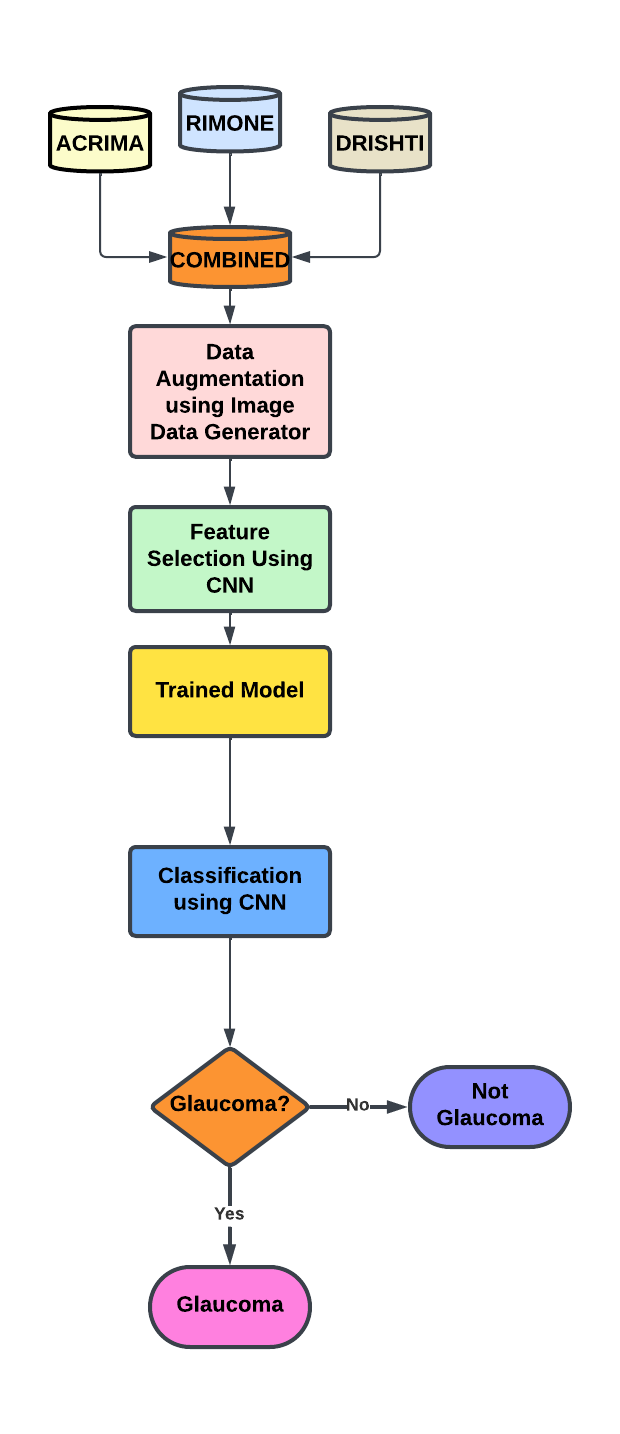 ACRIMA
RIMONE
DRISHTI
COMBINED
Data
Augmentation
using Image
Data Generator
Feature
Selection Using
CNN
Trained Model
Classification
using CNN
Glaucoma?
No
Not
Glaucoma
Yes
Glaucoma